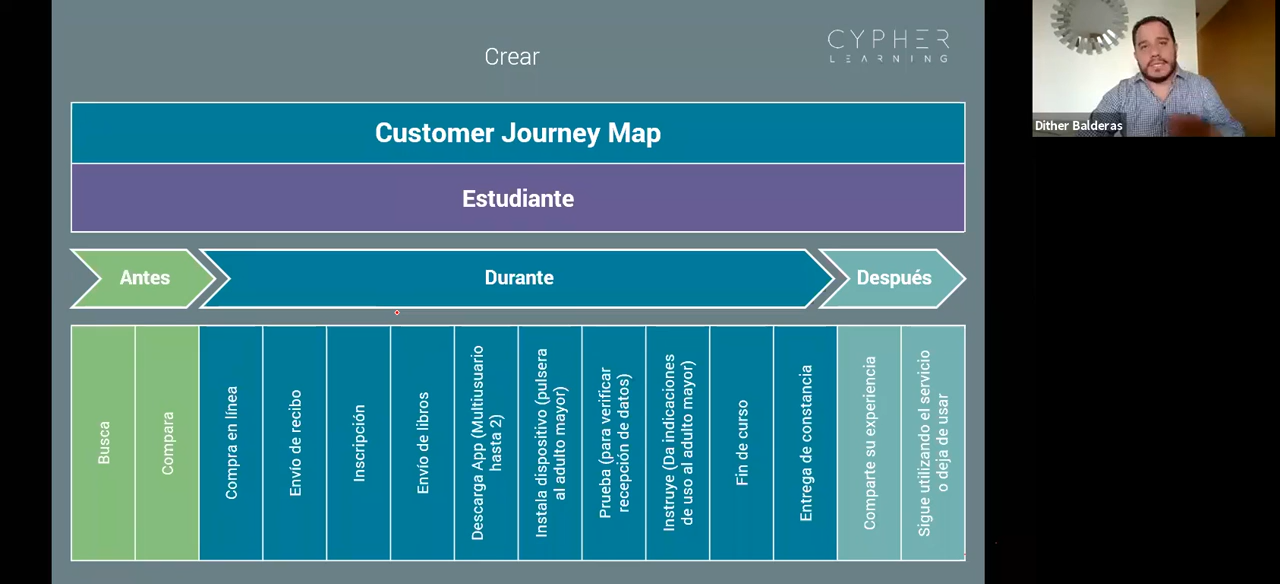 Crear
CYPHER
LEARNING
Dither Balderas
Customer Journey Map
Estudiante
Antes
Durante
Después
Busca
Compara
Compra en línea
Envío de recibo
Inscripción
Envío de libros
Descarga App (Multiusuario
hasta 2)
Instala dispositivo (pulsera
al adulto mayor)
Prueba (para verificar
recepción de datos)
Instruye (Da indicaciones
de uso al adulto mayor)
Fin de curso
Entrega de constancia
Comparte su experiencia
Sigue utilizando el servicio
o deja de usar